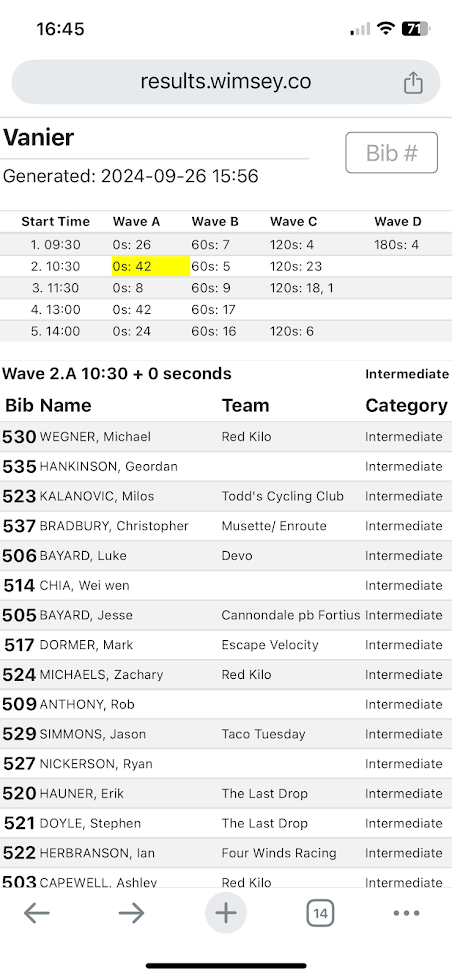 16:45
71
results.wimsey.co
Vanier
Bib #
Generated: 2024-09-26 15:56
Start Time Wave A Wave B Wave C Wave D
1. 09:30 0s: 26 60s: 7 120s: 4 180s: 4
2. 10:30 0s: 42 60s: 5 120s: 23
3. 11:30 0s: 8 60s: 9 120s: 18, 1
4. 13:00 0s: 42 60s: 17
5. 14:00 0s: 24 60s: 16 120s: 6
Wave 2.A 10:30 + 0 seconds Intermediate
Bib Name Team Category
530 WEGNER, Michael Red Kilo Intermediate
535 HANKINSON, Geordan Intermediate
523 KALANOVIC, Milos Todd's Cycling Club Intermediate
537 BRADBURY, Christopher Musette/ Enroute Intermediate
506 BAYARD, Luke Devo Intermediate
514 CHIA, Wei wen Intermediate
505 BAYARD, Jesse Cannondale pb Fortius Intermediate
517 DORMER, Mark Escape Velocity Intermediate
524 MICHAELS, Zachary Red Kilo Intermediate
509 ANTHONY, Rob Intermediate
529 SIMMONS, Jason Taco Tuesday Intermediate
527 NICKERSON, Ryan Intermediate
520 HAUNER, Erik The Last Drop Intermediate
521 DOYLE, Stephen The Last Drop Intermediate
522 HERBRANSON, Ian Four Winds Racing Intermediate
503 CAPEWELL, Ashley Red Kilo Intermediate
14